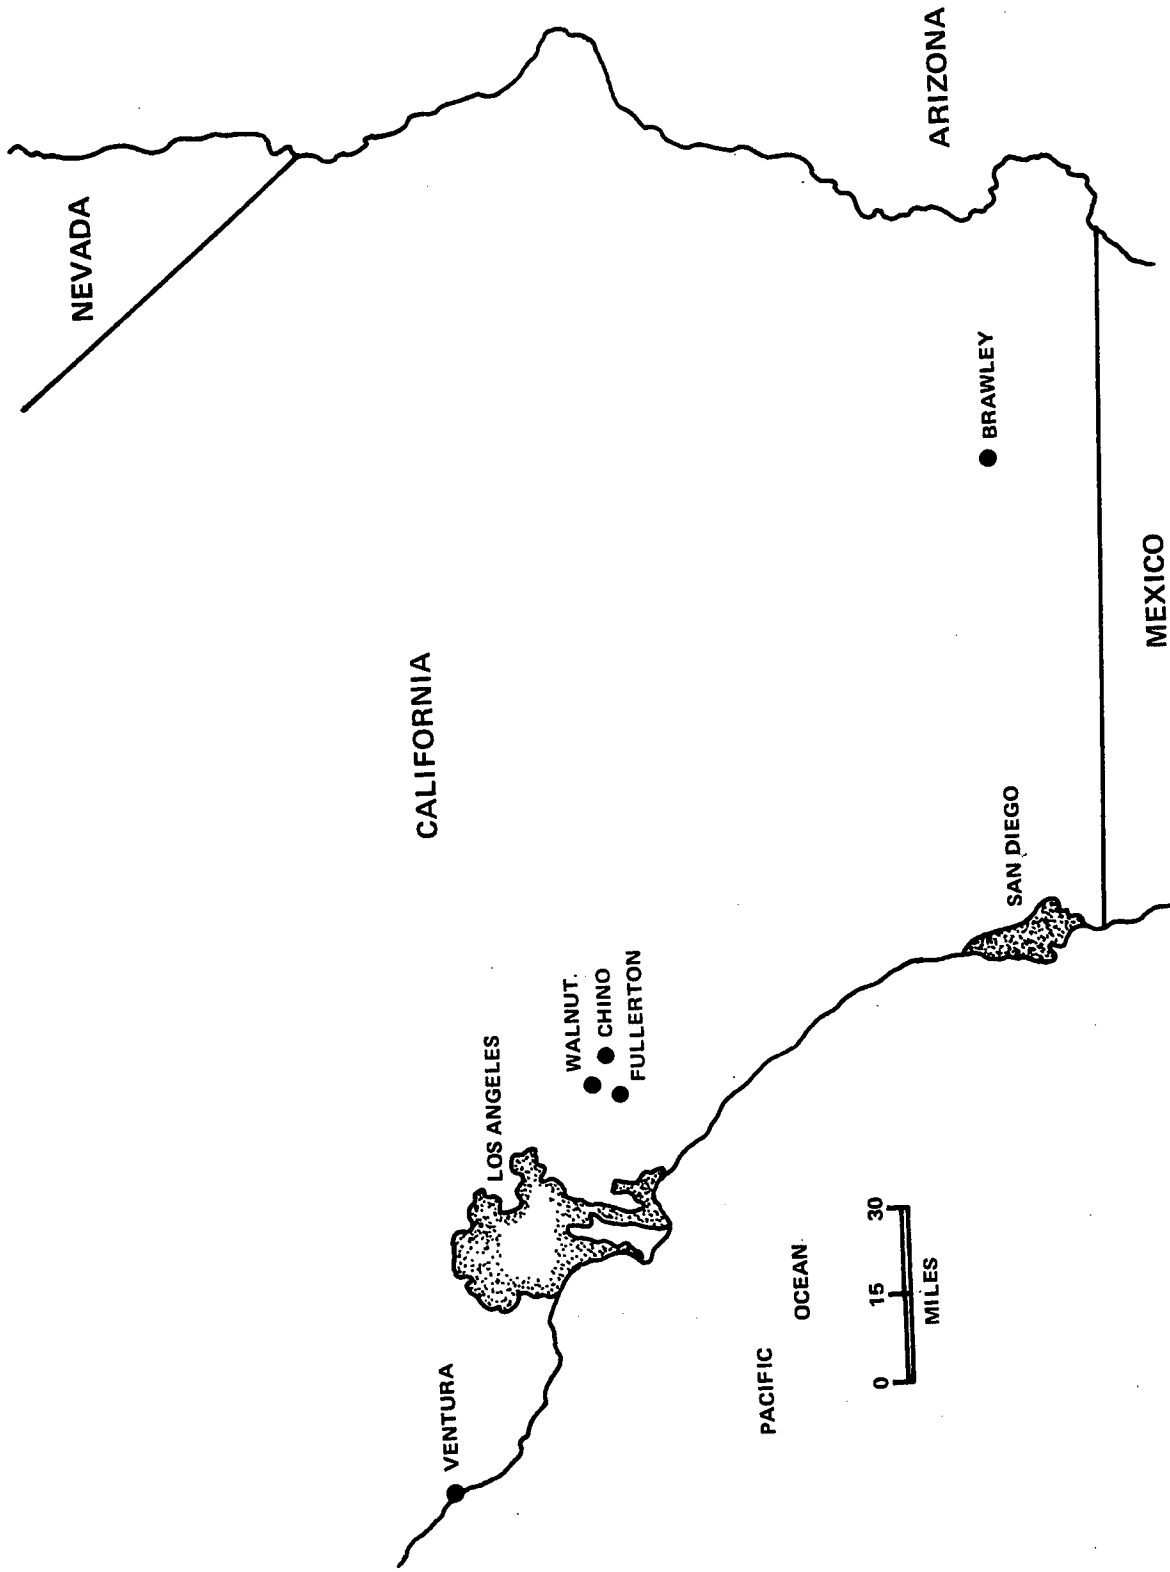 NEVADA
CALIFORNIA
VENTURA
LOS ANGELES
WALNUT.
CHINO
FULLERTON
PACIFIC
OCEAN
0 15 30
MILES
ARIZONA
BRAWLEY
SAN DIEGO
MEXICO